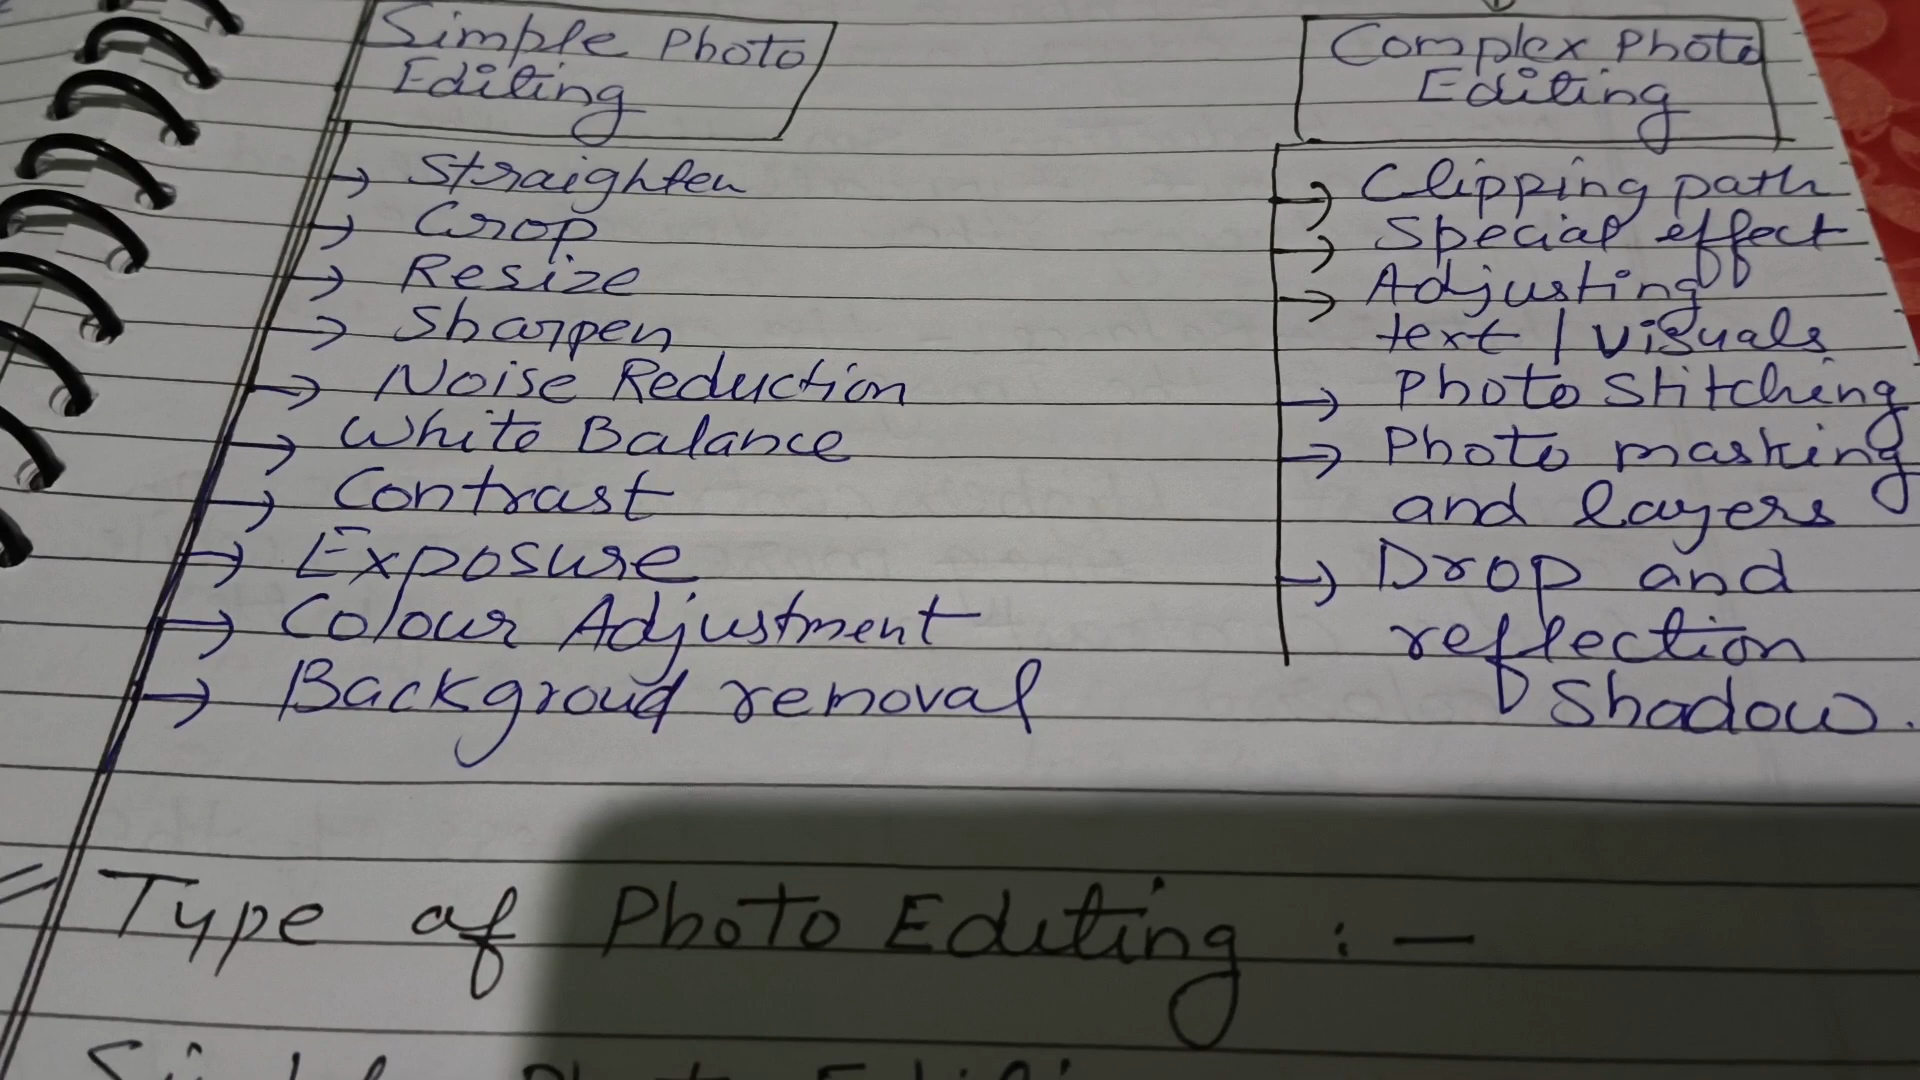 Simple Photo
Editing
→ Straighten
→ Crop
→ Resize
→ Sharpen
→ Noise Reduction
→ White Balance
→ Contrast
→ Exposure
→ Colour Adjustment
→ Backgroud removal
Complex Photo
Editing
→ Clipping path
→ Special effect
→ Adjusting
text / visuals
→ Photo Stitching
→ Photo masking
and layers
→ Drop and
reflection
Shadow.
Type of Photo Editing : —